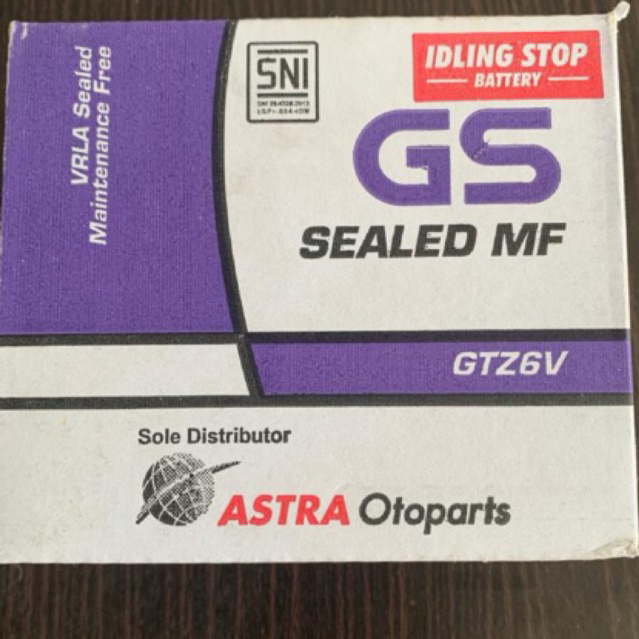 VRLA Sealed
Maintenance Free
SNI
IDLING STOP
BATTERY
GS
SEALED MF
GTZ6V
Sole Distributor
ASTRA Otoparts